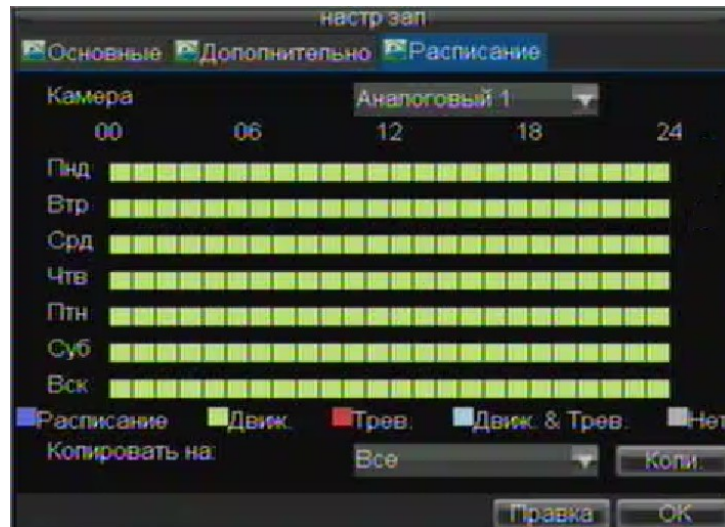 настр зап
Основные Дополнительно Расписание
Камера Аналоговый 1
00 06 12 18 24
Пнд
Втр
Срд
Чтв
Птн
Суб
Вск
Расписание Движ. Трев. Движ. & Трев. Нет
Копировать на: Все Копи.
Правка OK